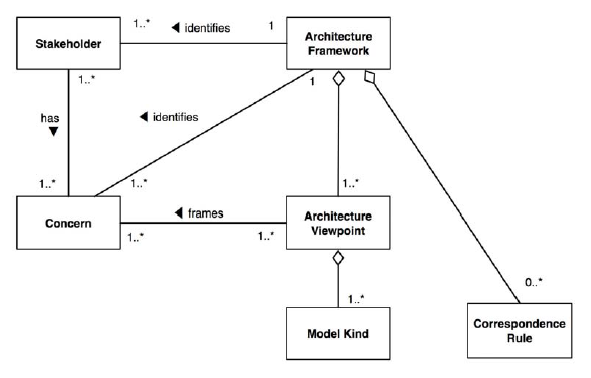 1..*
◀ identifies
1
Stakeholder
Architecture
Framework
1..*
1
has
▼
◀ identifies
1..*
1..*
1..*
Concern
◀ frames
1..*
1..*
Architecture
Viewpoint
0..*
1..*
Model Kind
Correspondence
Rule